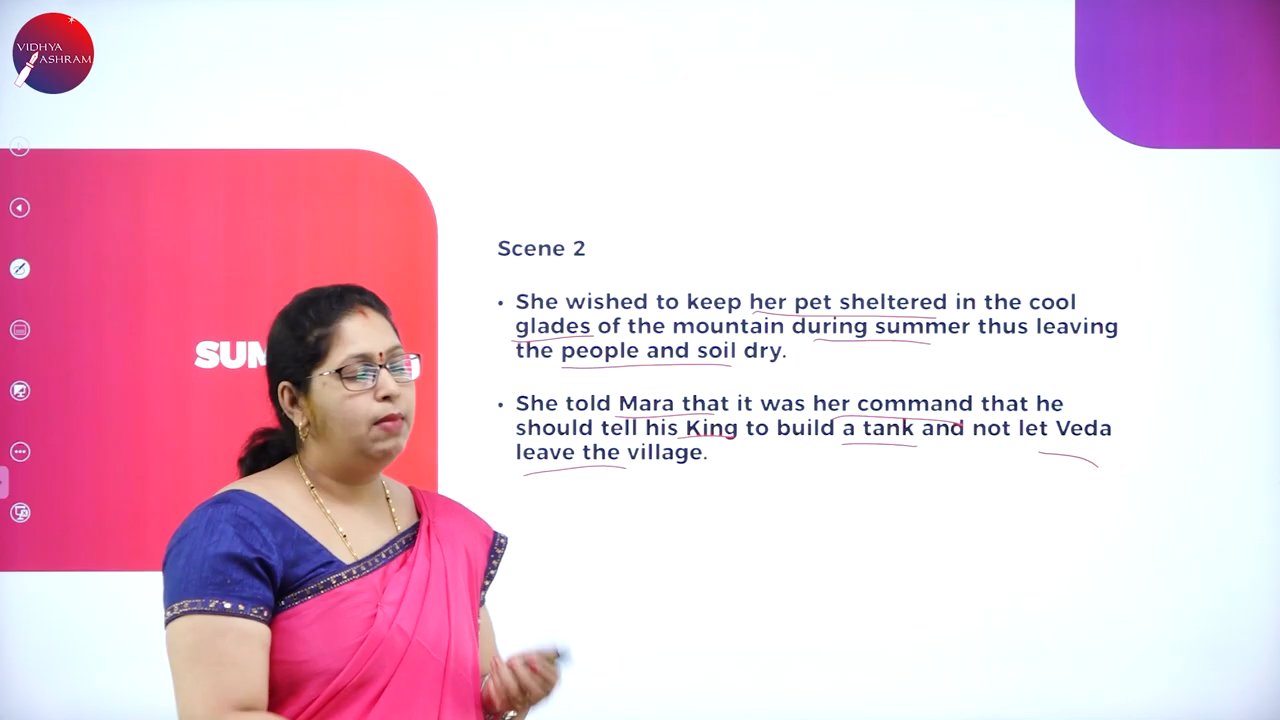 VIDHYA
ASHRAM
SUM
Scene 2
• She wished to keep her pet sheltered in the cool
glades of the mountain during summer thus leaving
the people and soil dry.
• She told Mara that it was her command that he
should tell his King to build a tank and not let Veda
leave the village.